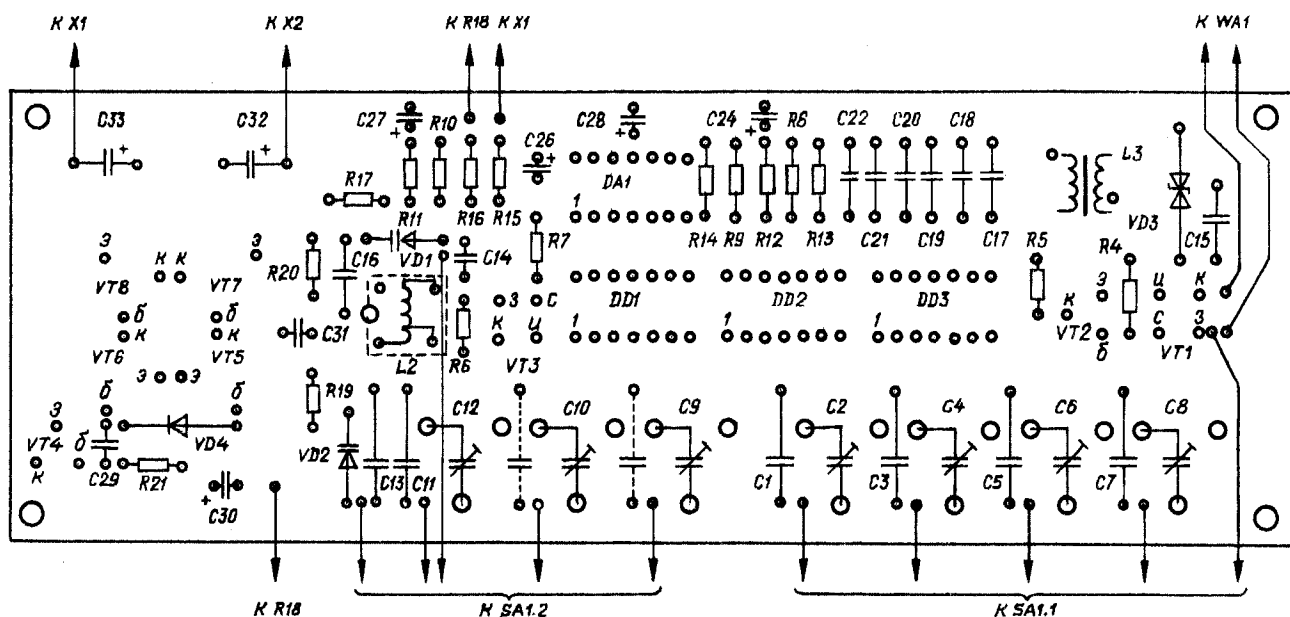 К X1
К X2
К R18
К X1
К WA1
C33
C32
C27
R10
C26
C28
C24
R8
C22
C20
C18
L3
+
+
+
+
+
+
DA1
R17
1
R11
R16
R15
R7
R14
R9
R12
R13
C21
C19
C17
R5
R4
VD3
C15
Э
Э
К К
R20
C16
VD1
C14
VT8
VT7
З
С
DD1
DD2
DD3
К
Э
И
К
б
б
К
К
C31
К
И
1
1
1
VT2
б
С
З
VT1
VT6
VT5
L2
R6
VT3
Э
Э
б
б
R19
Э
VT4
б
VD4
C12
C10
C9
C2
C4
C6
C8
К
C29
R21
VD2
C13
C11
C1
C3
C5
C7
+
C30
К R18
К SA1.2
К SA1.1